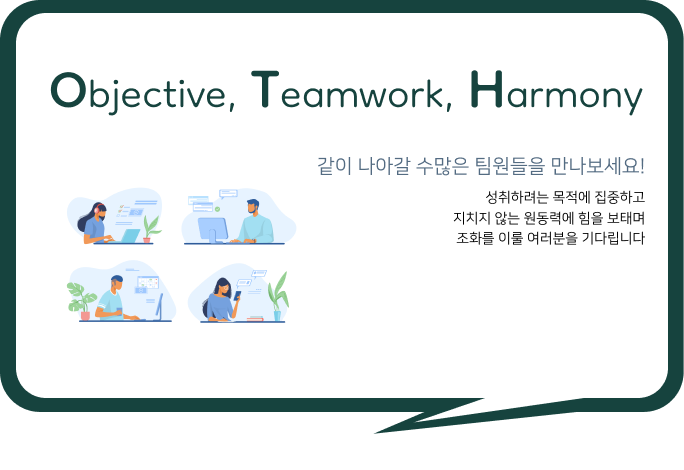 Objective, Teamwork, Harmony
같이 나아갈 수많은 팀원들을 만나보세요!
성취하려는 목적에 집중하고
지치지 않는 원동력에 힘을 보태며
조화를 이룰 여러분을 기다립니다